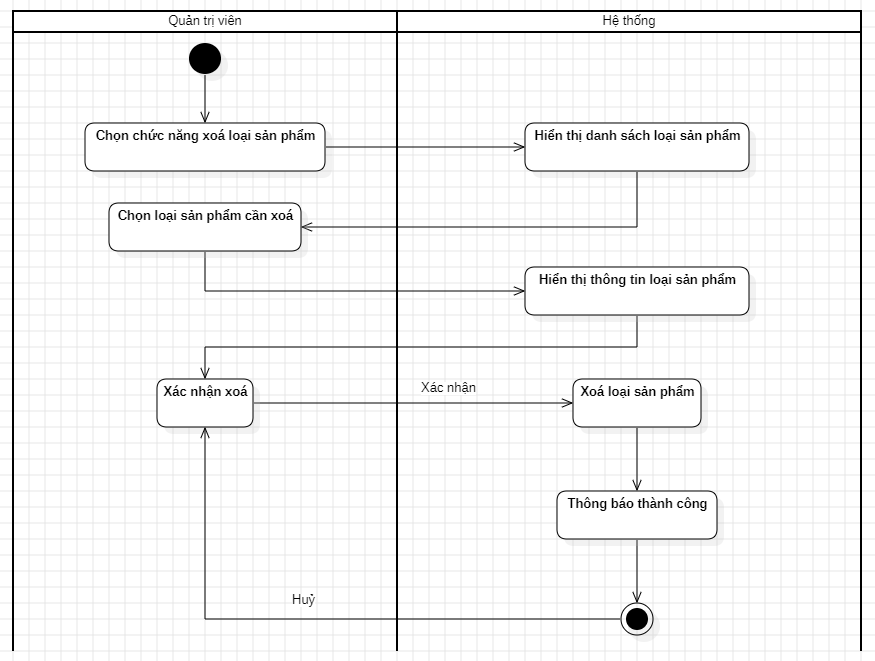 Quản trị viên
Hệ thống
Chọn chức năng xoá loại sản phẩm
Hiển thị danh sách loại sản phẩm
Chọn loại sản phẩm cần xoá
Hiển thị thông tin loại sản phẩm
Xác nhận xoá
Xác nhận
Xoá loại sản phẩm
Thông báo thành công
Huỷ